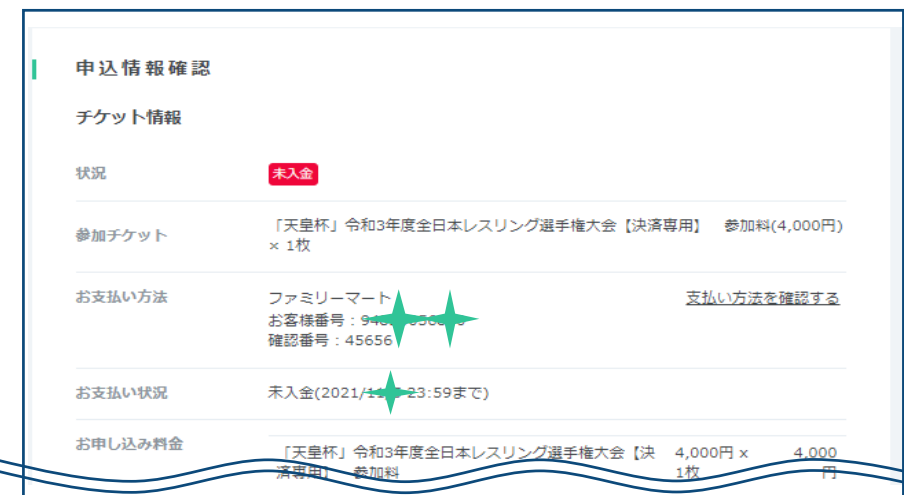 申込情報確認
チケット情報
状況
未入金
参加チケット
「天皇杯」令和3年度全日本レスリング選手権大会【決済専用】 参加料(4,000円)
× 1枚
お支払い方法
ファミリーマート
支払い方法を確認する
お客様番号:
確認番号:45656
お支払い状況
未入金(2021/ 23:59まで)
お申し込み料金
「天皇杯」令和3年度全日本レスリング選手権大会【決
4,000円 x
4,000
済専用】 参加料
1枚
円